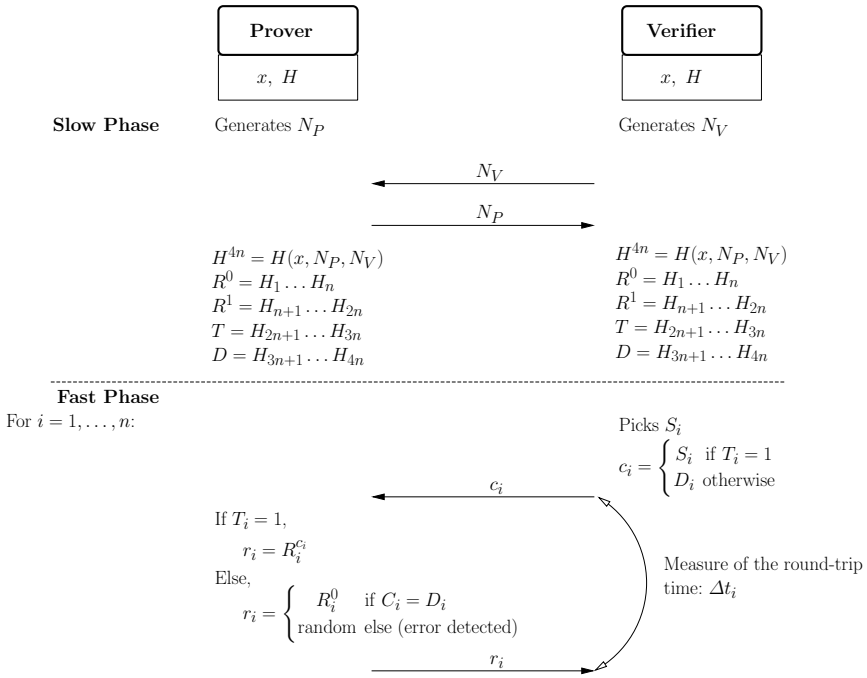 Prover Verifier
x, H x, H
Slow Phase Generates N_P Generates N_V
N_V
N_P
H^{4n} = H(x, N_P, N_V) H^{4n} = H(x, N_P, N_V)
R^0 = H_1 … H_n R^0 = H_1 … H_n
R^1 = H_{n+1} … H_{2n} R^1 = H_{n+1} … H_{2n}
T = H_{2n+1} … H_{3n} T = H_{2n+1} … H_{3n}
D = H_{3n+1} … H_{4n} D = H_{3n+1} … H_{4n}
Fast Phase
For i = 1, …, n:
Picks S_i
c_i = { S_i if T_i = 1
D_i otherwise
c_i
If T_i = 1,
r_i = R_i^{c_i}
Else,
r_i = { R_i^0 if C_i = D_i
random else (error detected)
Measure of the round-trip
time: Δt_i
r_i